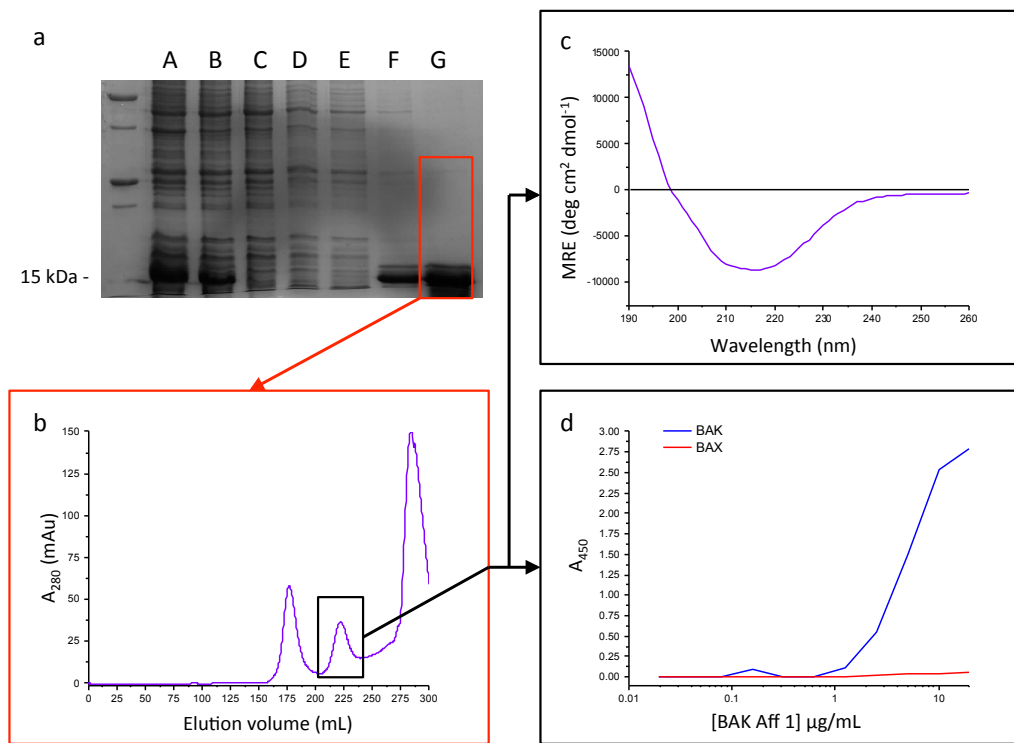 a
A B C D E F G
15 kDa -
b
150
125
100
75
50
25
0
A280 (mAu)
0 25 50 75 100 125 150 175 200 225 250 275 300
Elution volume (mL)
c
15000
10000
5000
0
-5000
-10000
MRE (deg cm² dmol⁻¹)
190 200 210 220 230 240 250 260
Wavelength (nm)
d
BAK
BAX
3.00
2.75
2.50
2.25
2.00
1.75
1.50
1.25
1.00
0.75
0.50
0.25
0.00
A450
0.01 0.1 1 10
[BAK Aff 1] μg/mL